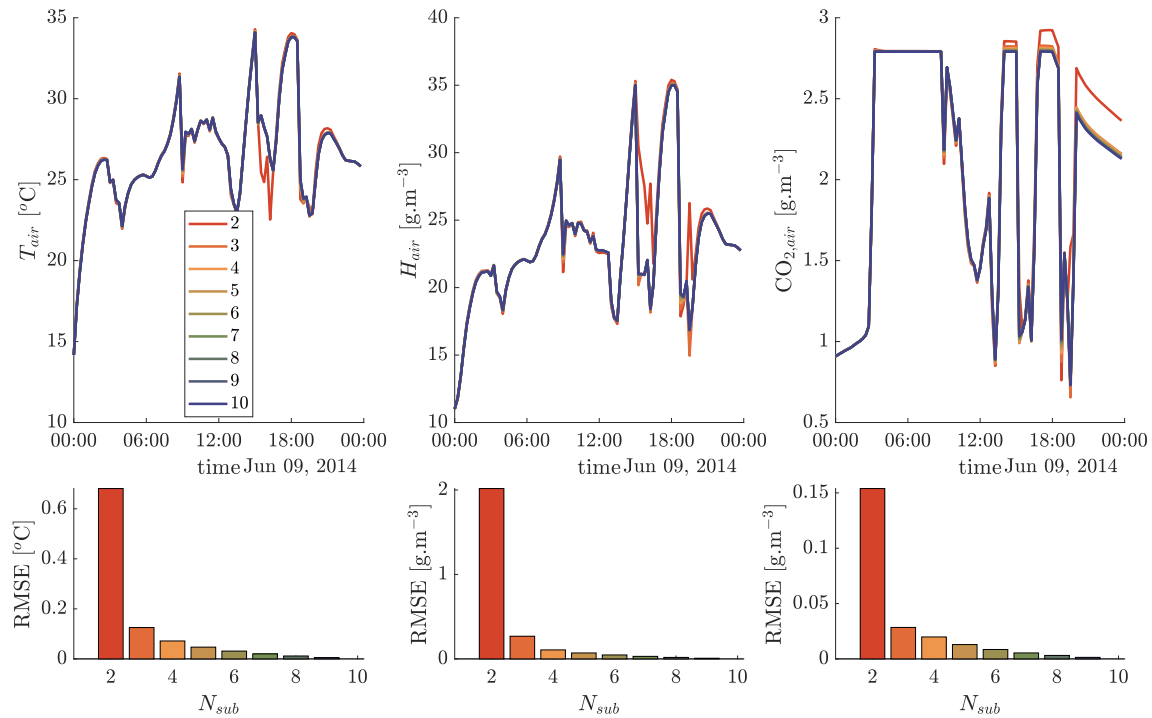 35
30
25
20
15
10
T_air [°C]
00:00 06:00 12:00 18:00 00:00
time Jun 09, 2014
2
3
4
5
6
7
8
9
10
40
35
30
25
20
15
10
H_air [g.m⁻³]
00:00 06:00 12:00 18:00 00:00
time Jun 09, 2014
3
2.5
2
1.5
1
0.5
CO₂,air [g.m⁻³]
00:00 06:00 12:00 18:00 00:00
time Jun 09, 2014
0.6
0.4
0.2
0
RMSE [°C]
2 4 6 8 10
N_sub
2
1
0
RMSE [g.m⁻³]
2 4 6 8 10
N_sub
0.15
0.1
0.05
0
RMSE [g.m⁻³]
2 4 6 8 10
N_sub